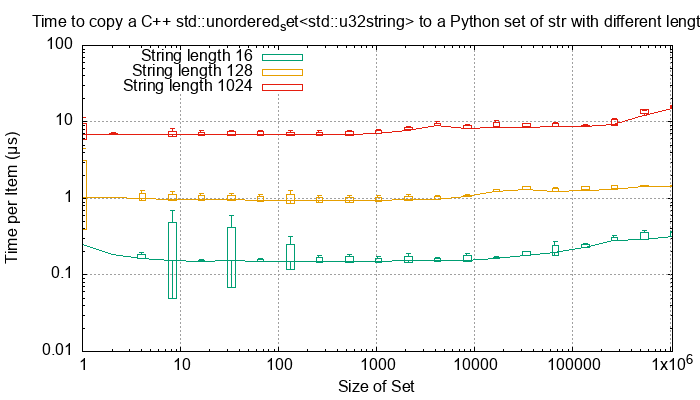 Time to copy a C++ std::unordered_set<std::u32string> to a Python set of str with different lengt
String length 16
String length 128
String length 1024
100
10
1
0.1
0.01
Time per Item (µs)
1 10 100 1000 10000 100000 1x10^6
Size of Set